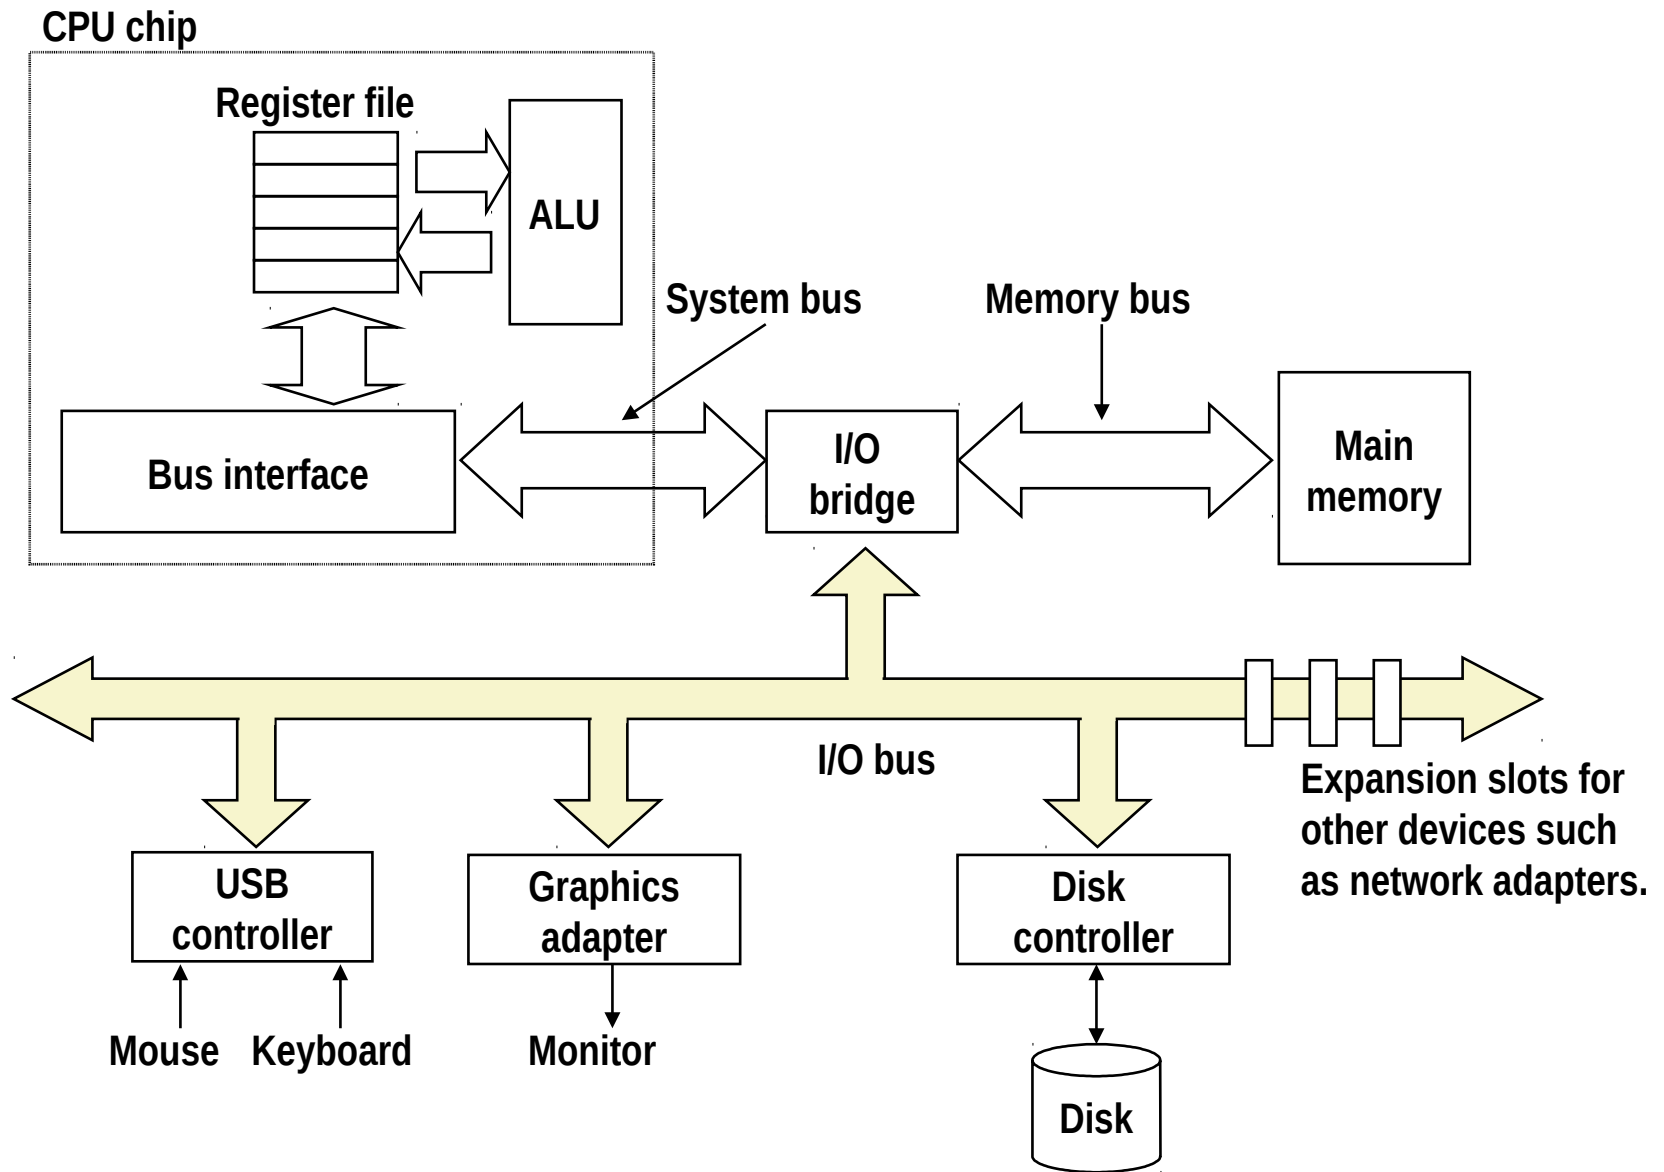 CPU chip
Register file
ALU
System bus
Memory bus
Bus interface
I/O
bridge
Main
memory
I/O bus
Expansion slots for
other devices such
as network adapters.
USB
controller
Graphics
adapter
Disk
controller
Mouse
Keyboard
Monitor
Disk